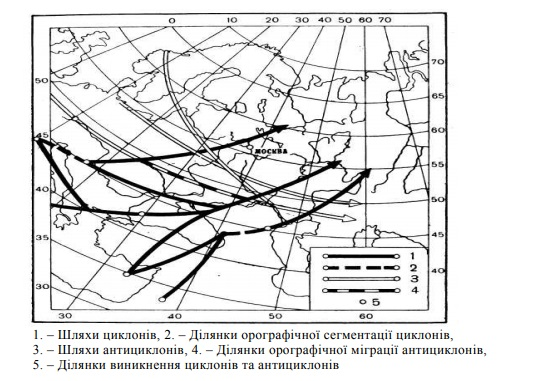 0 10 20 30 40 50 60 70
70
65
60
55
50
45
40
50
45
40
35
30
МОСКВА
1
2
3
4
5
30 40 50 60
1. – Шляхи циклонів, 2. – Ділянки орографічної сегментації циклонів,
3. – Шляхи антициклонів, 4. – Ділянки орографічної міграції антициклонів,
5. – Ділянки виникнення циклонів та антициклонів